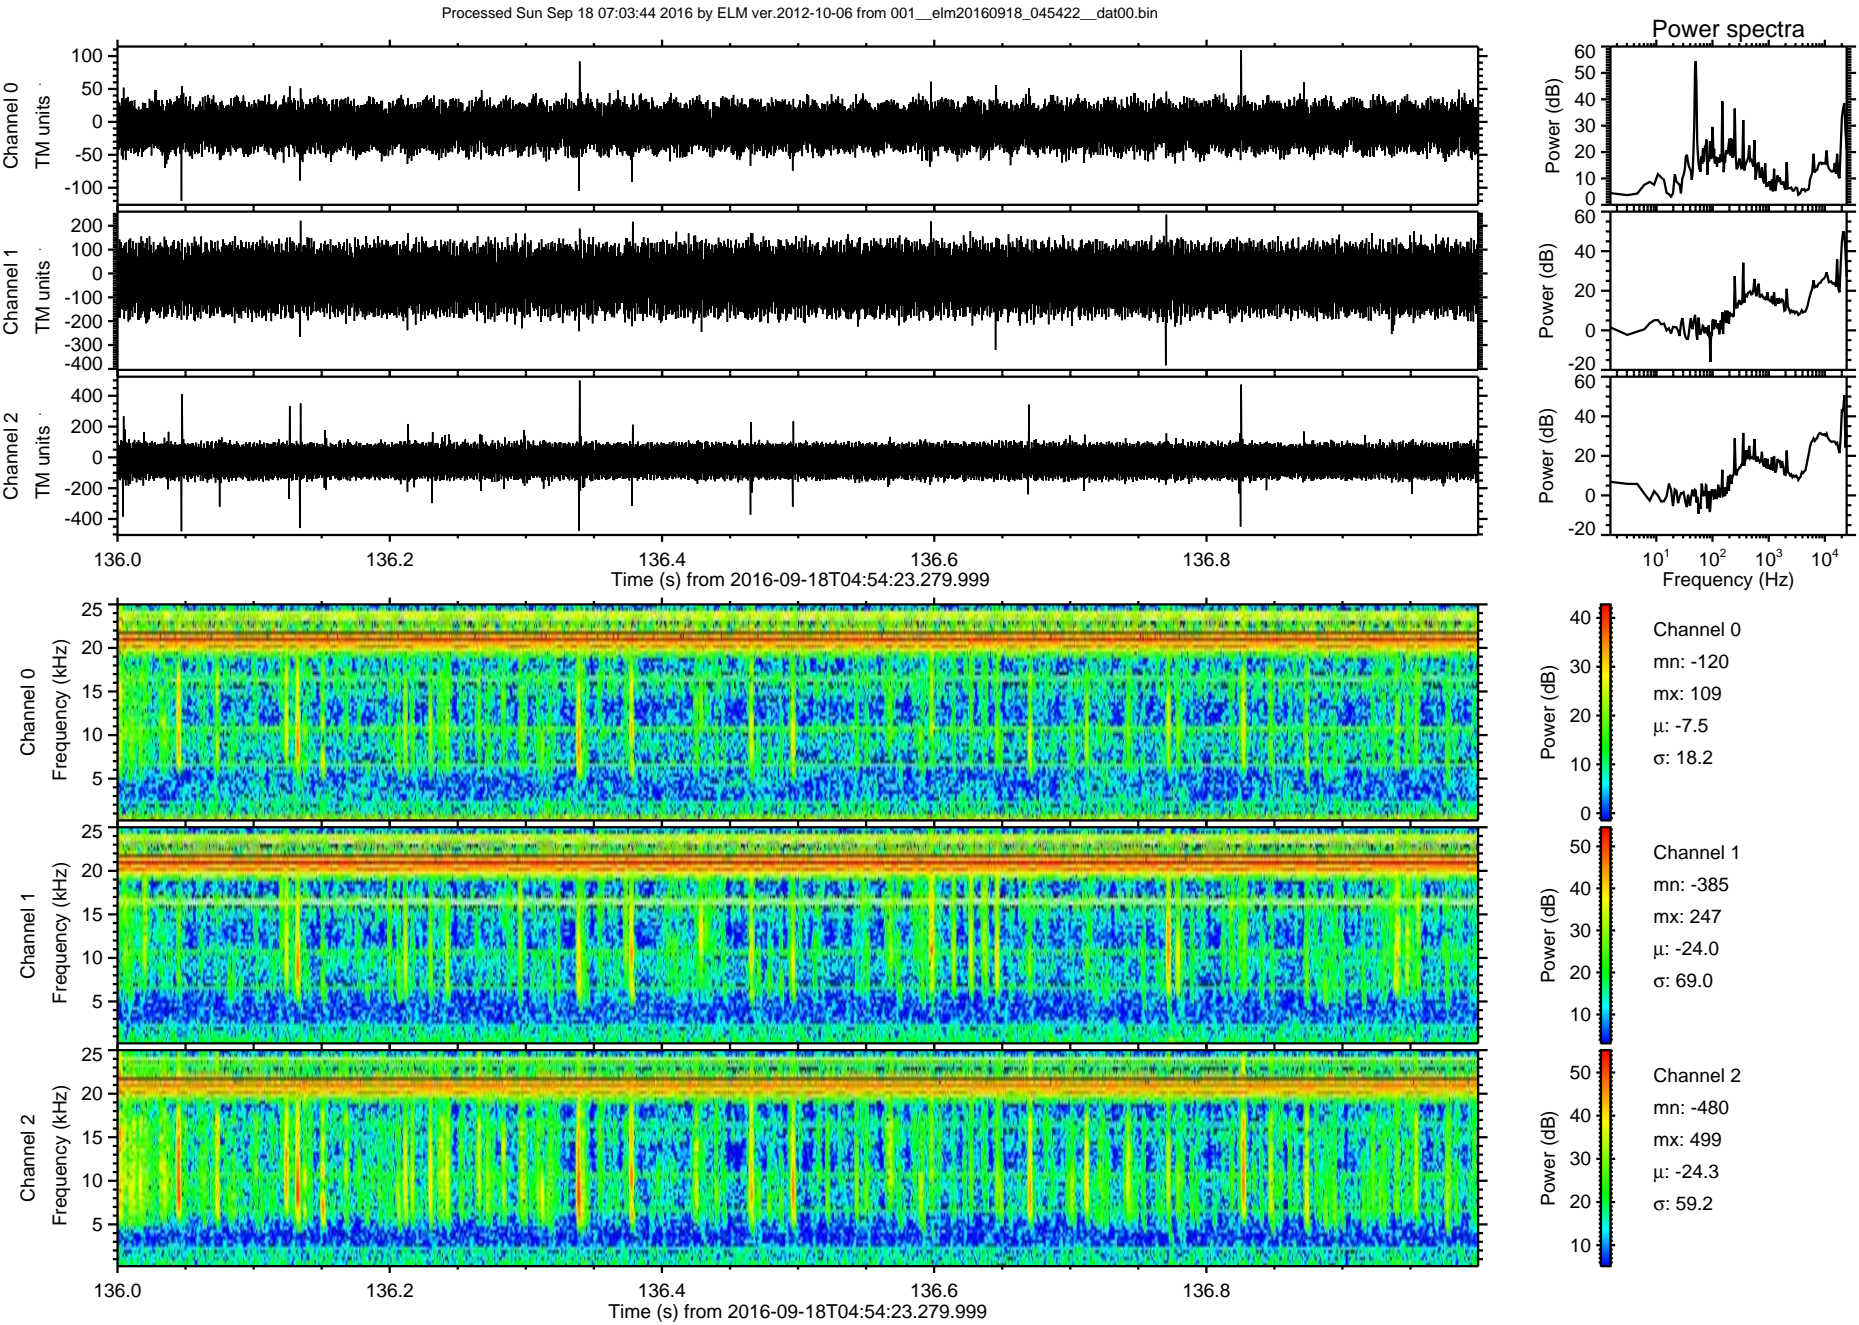 Processed Sun Sep 18 07:03:44 2016 by ELM ver.2012-10-06 from 001__elm20160918_045422__dat00.bin
Power spectra
Channel 0
TM units
100
50
0
-50
-100
Power (dB)
60
50
40
30
20
10
0
Channel 1
TM units
200
100
0
-100
-200
-300
-400
Power (dB)
60
40
20
0
-20
Channel 2
TM units
400
200
0
-200
-400
Power (dB)
60
40
20
0
-20
136.0 136.2 136.4 136.6 136.8
Time (s) from 2016-09-18T04:54:23.279.999
10^1 10^2 10^3 10^4
Frequency (Hz)
Channel 0
Frequency (kHz)
25
20
15
10
5
Power (dB)
40
30
20
10
0
Channel 0
mn: -120
mx: 109
μ: -7.5
σ: 18.2
Channel 1
Frequency (kHz)
25
20
15
10
5
Power (dB)
50
40
30
20
10
Channel 1
mn: -385
mx: 247
μ: -24.0
σ: 69.0
Channel 2
Frequency (kHz)
25
20
15
10
5
Power (dB)
50
40
30
20
10
Channel 2
mn: -480
mx: 499
μ: -24.3
σ: 59.2
136.0 136.2 136.4 136.6 136.8
Time (s) from 2016-09-18T04:54:23.279.999